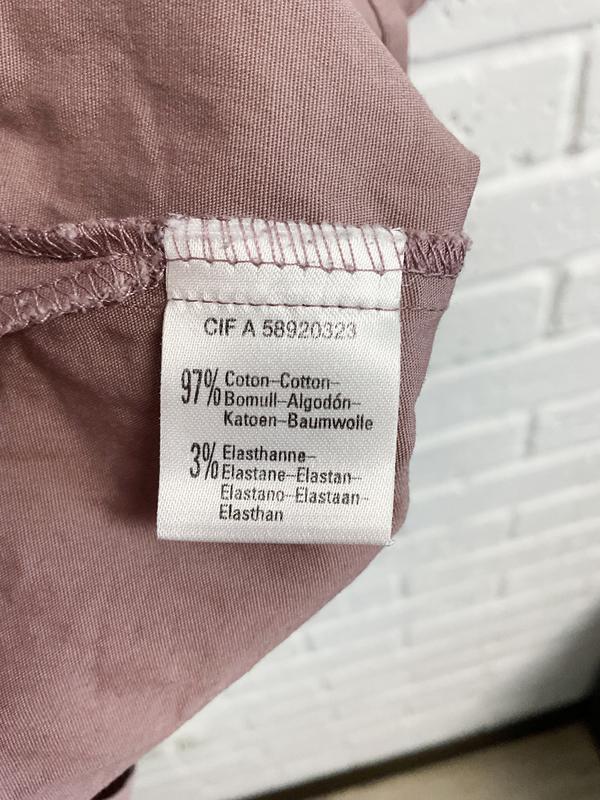 CIF A 58920323
97% Coton-Cotton-
Bomull-Algodón-
Katoen-Baumwolle
3% Elasthanne-
Elastane-Elastan-
Elastano-Elastaan-
Elasthan